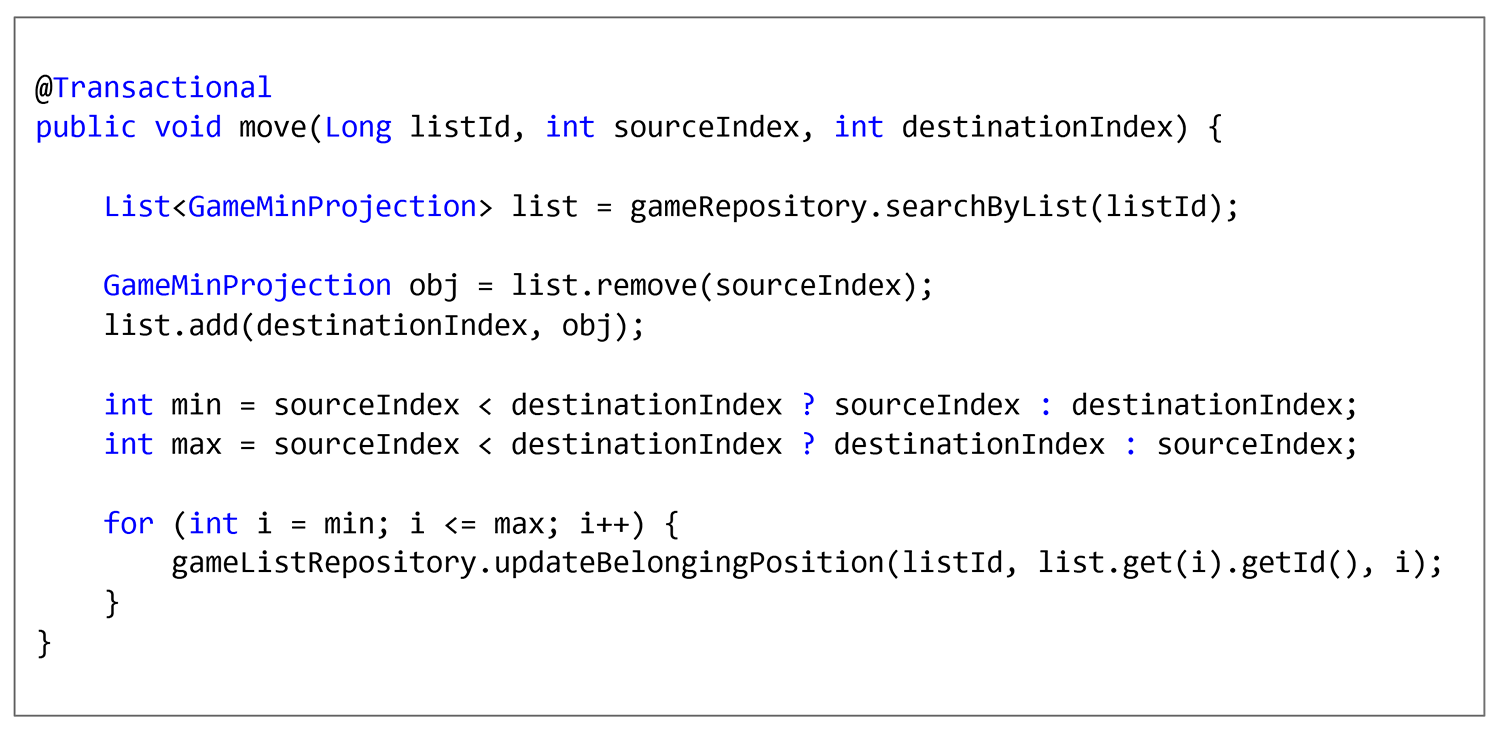 @Transactional
public void move(Long listId, int sourceIndex, int destinationIndex) {
List<GameMinProjection> list = gameRepository.searchByList(listId);
GameMinProjection obj = list.remove(sourceIndex);
list.add(destinationIndex, obj);
int min = sourceIndex < destinationIndex ? sourceIndex : destinationIndex;
int max = sourceIndex < destinationIndex ? destinationIndex : sourceIndex;
for (int i = min; i <= max; i++) {
gameListRepository.updateBelongingPosition(listId, list.get(i).getId(), i);
}
}